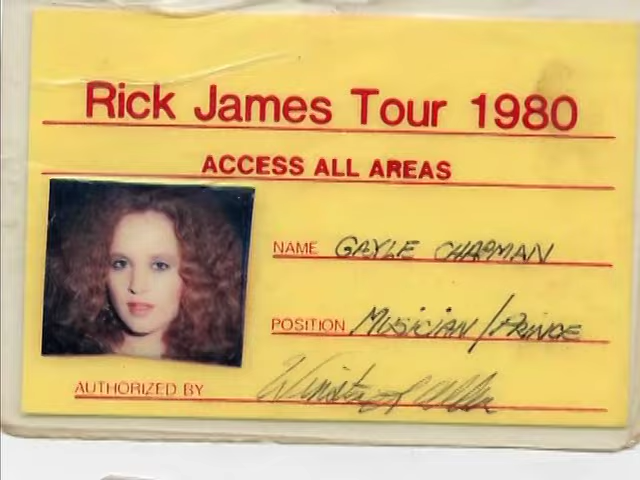 Rick James Tour 1980
ACCESS ALL AREAS
NAME GAYLE CHAPMAN
POSITION MUSICIAN/PRINCE
AUTHORIZED BY